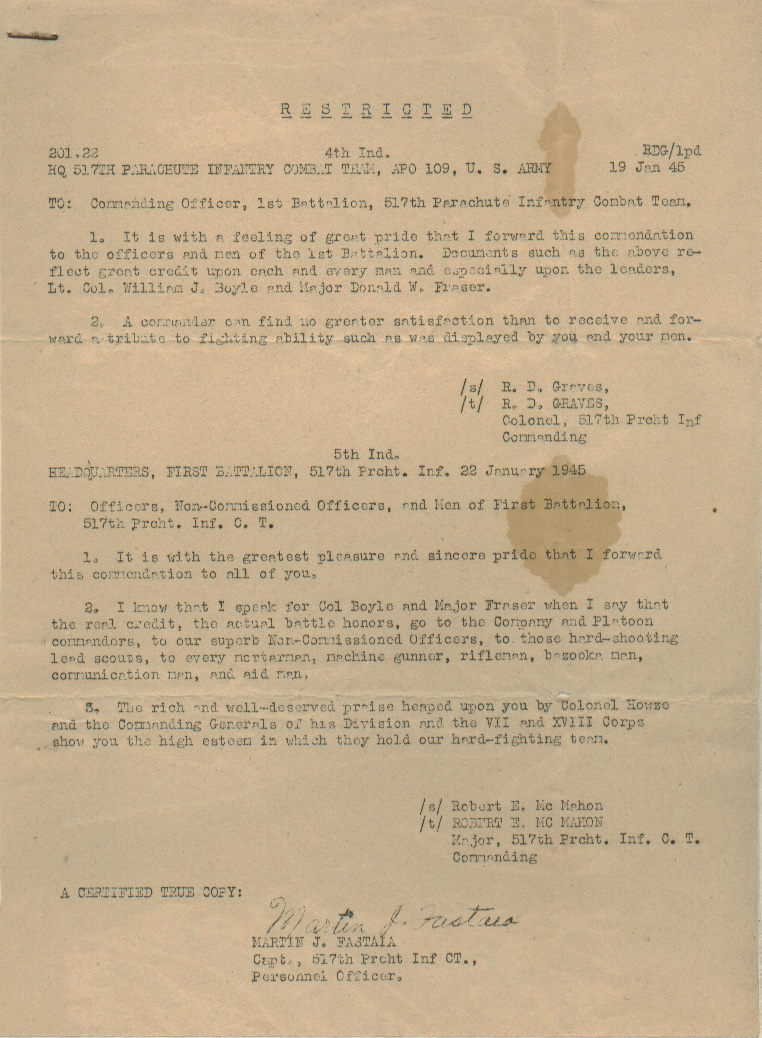 R E S T R I C T E D
201.22 4th Ind. RDG/lpd
HQ 517TH PARACHUTE INFANTRY COMBAT TEAM, APO 109, U. S. ARMY 19 Jan 45
TO: Commanding Officer, 1st Battalion, 517th Parachute Infantry Combat Team.
1. It is with a feeling of great pride that I forward this commendation
to the officers and men of the 1st Battalion. Documents such as the above re-
flect great credit upon each and every man and especially upon the leaders,
Lt. Col. William J. Boyle and Major Donald W. Fraser.
2. A commander can find no greater satisfaction than to receive and for-
ward a tribute to fighting ability such as was displayed by you and your men.
/s/ R. D. Graves,
/t/ R. D. GRAVES,
Colonel, 517th Prcht Inf
Commanding
5th Ind.
HEADQUARTERS, FIRST BATTALION, 517th Prcht. Inf. 22 January 1945
TO: Officers, Non-Commissioned Officers, and Men of First Battalion,
517th Prcht. Inf. C. T.
1. It is with the greatest pleasure and sincere pride that I forward
this commendation to all of you.
2. I know that I speak for Col Boyle and Major Fraser when I say that
the real credit, the actual battle honors, go to the Company and Platoon
commanders, to our superb Non-Commissioned Officers, to those hard-shooting
lead scouts, to every mortarman, machine gunner, rifleman, bazooka man,
communication man, and aid man.
3. The rich and well-deserved praise heaped upon you by Colonel Howze
and the Commanding Generals of his Division and the VII and XVIII Corps
show you the high esteem in which they hold our hard-fighting team.
/s/ Robert E. Mc Mahon
/t/ ROBERT E. MC MAHON
Major, 517th Prcht. Inf. C. T.
Commanding
A CERTIFIED TRUE COPY:
Martin J. Fastaia
MARTIN J. FASTAIA
Capt., 517th Prcht Inf CT.,
Personnel Officer.